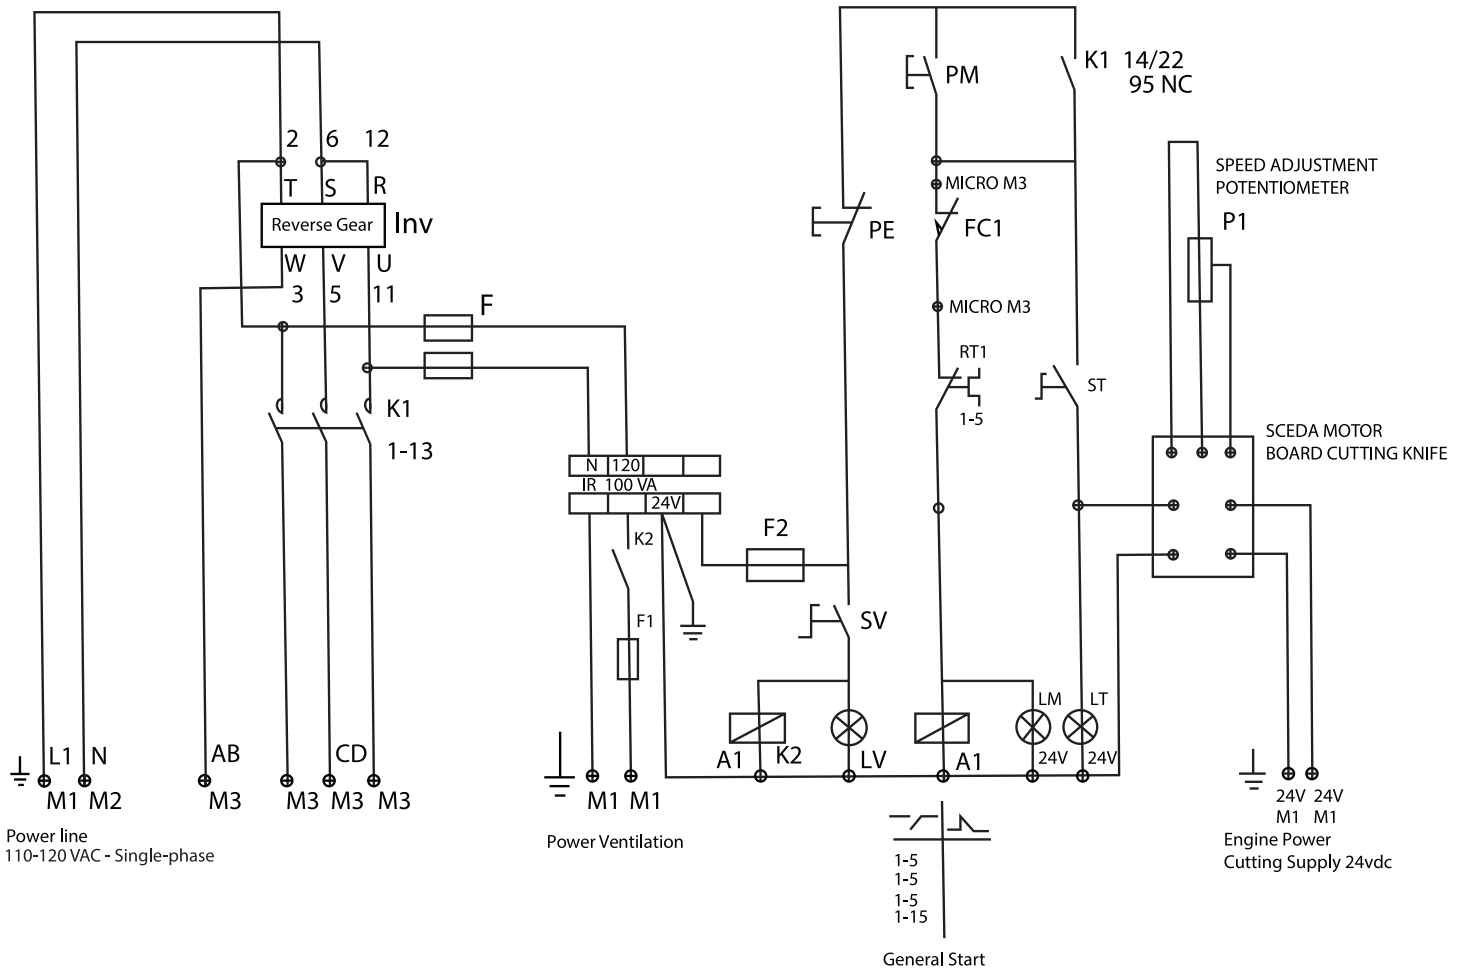 2 6 12
T S R
Reverse Gear
Inv
W V U
3 5 11
F
K1
1-13
L1 N
M1 M2
AB
M3
CD
M3 M3 M3
Power line
110-120 VAC - Single-phase
N 120
IR 100 VA
24V
K2
F1
F2
M1 M1
Power Ventilation
PM
K1 14/22
95 NC
PE
MICRO M3
FC1
MICRO M3
RT1
1-5
ST
SV
A1 K2
LV
A1
LM
24V
LT
24V
1-5
1-5
1-5
1-15
General Start
SPEED ADJUSTMENT
POTENTIOMETER
P1
SCEDA MOTOR
BOARD CUTTING KNIFE
24V 24V
M1 M1
Engine Power
Cutting Supply 24vdc